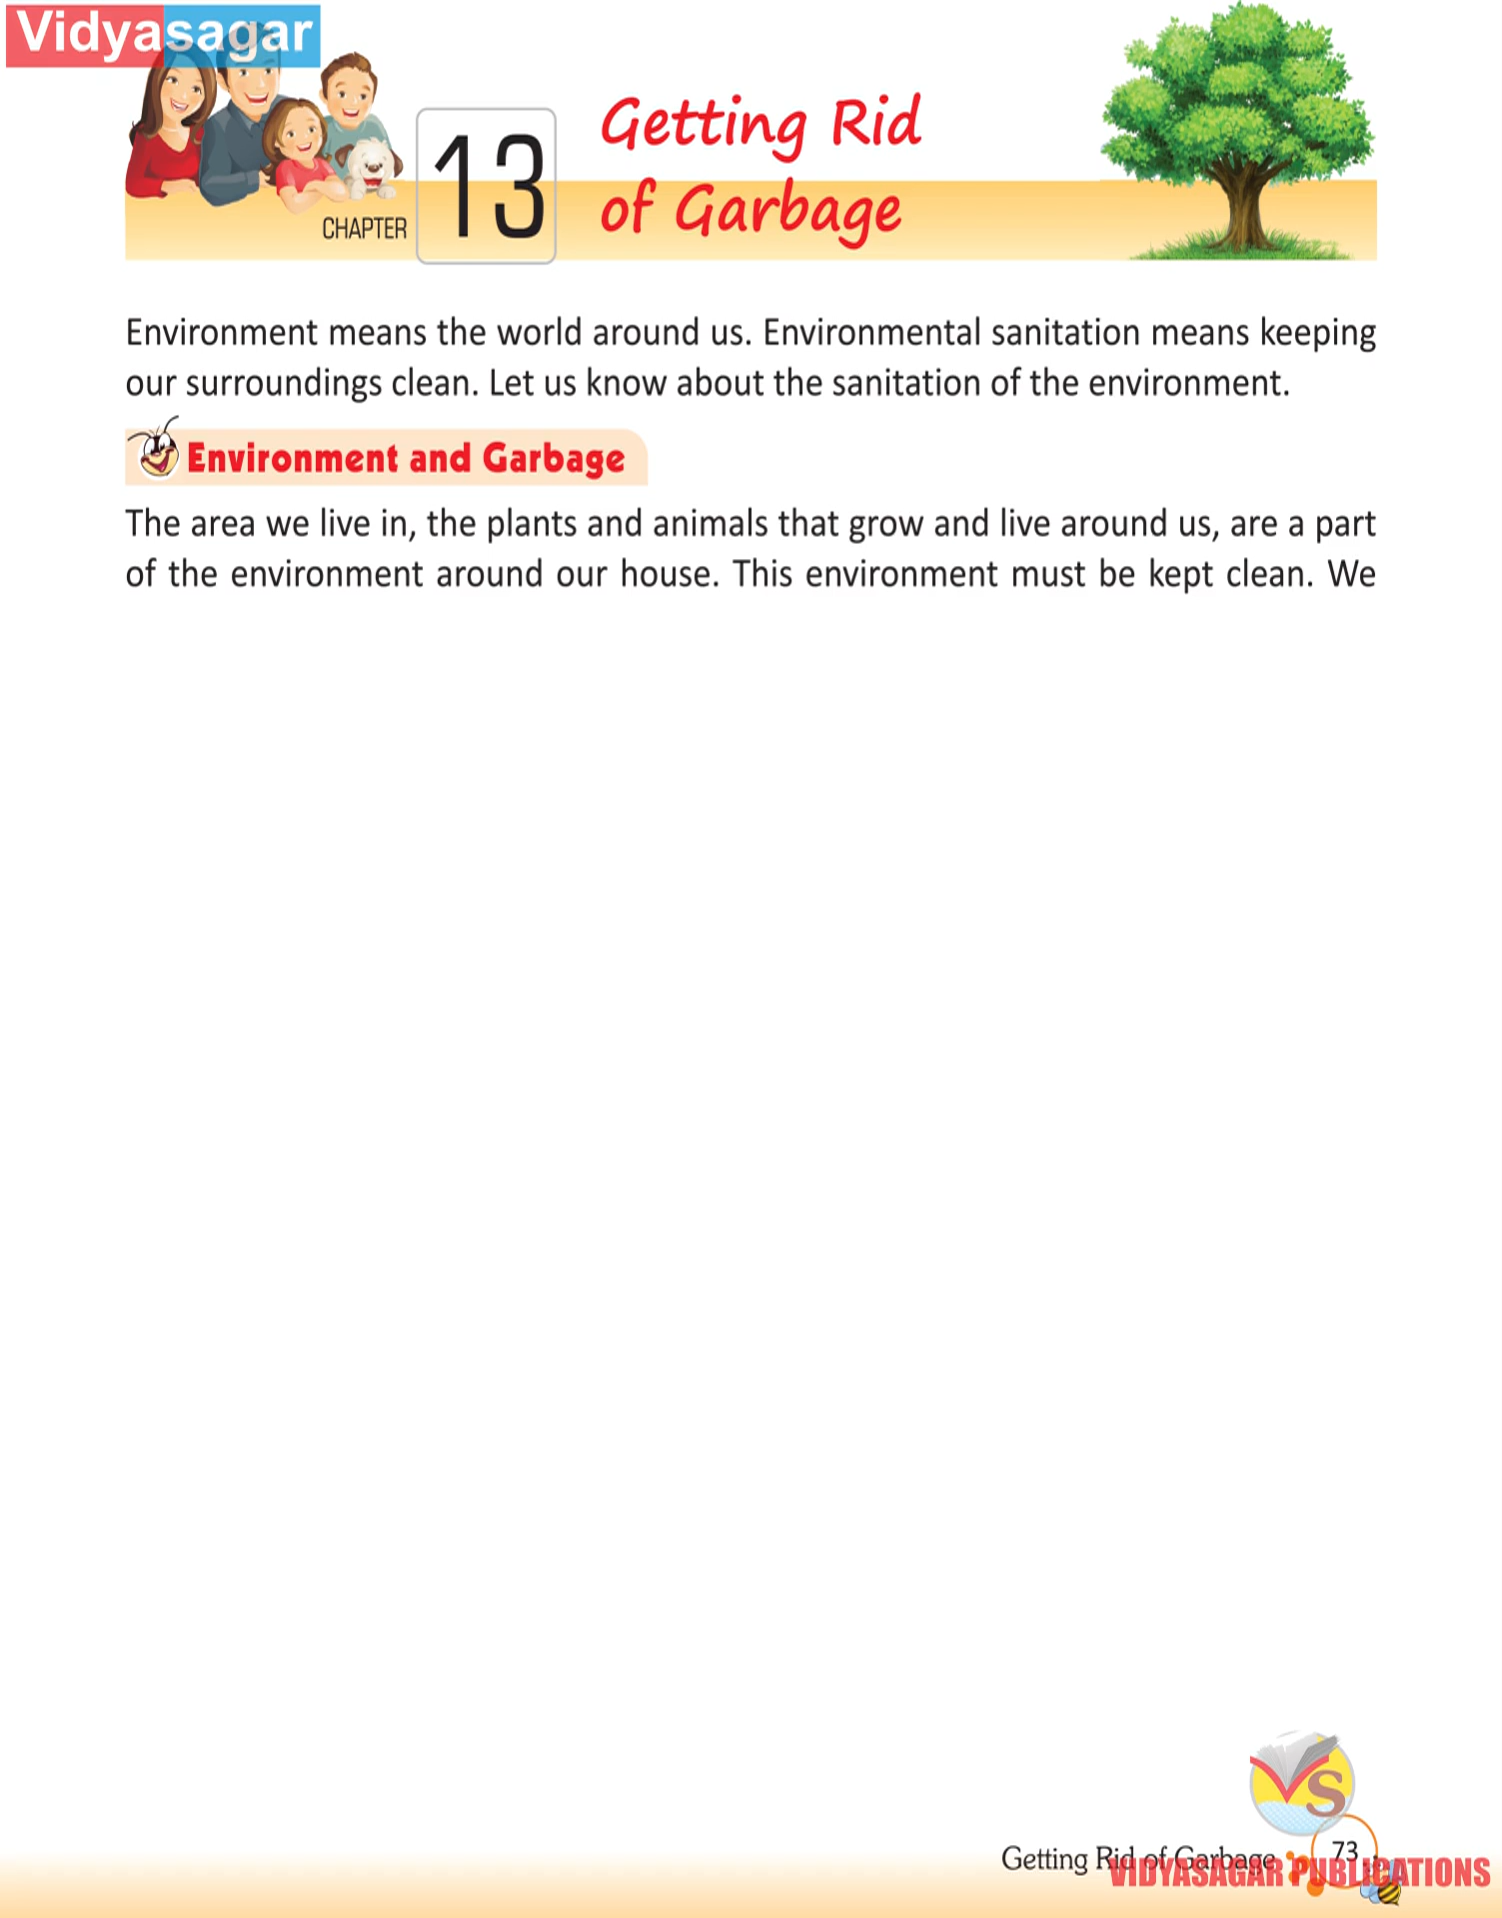 Vidyasagar
CHAPTER
13
Getting Rid
of Garbage
Environment means the world around us. Environmental sanitation means keeping
our surroundings clean. Let us know about the sanitation of the environment.
Environment and Garbage
The area we live in, the plants and animals that grow and live around us, are a part
of the environment around our house. This environment must be kept clean. We
VS
Getting Rid of Garbage 73
VIDYASAGAR PUBLICATIONS